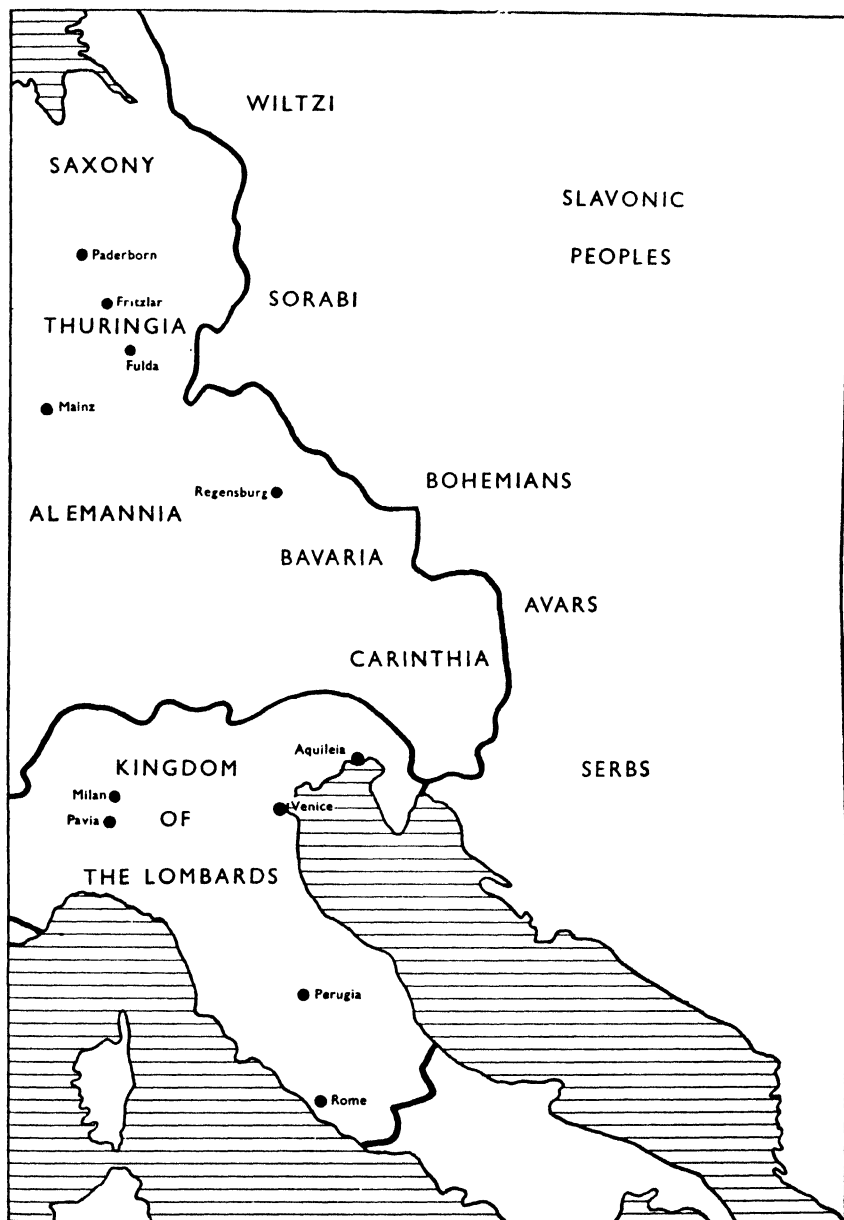 WILTZI
SAXONY
SLAVONIC
PEOPLES
Paderborn
Fritzlar
SORABI
THURINGIA
Fulda
Mainz
BOHEMIANS
Regensburg
ALEMANNIA
BAVARIA
AVARS
CARINTHIA
Aquileia
KINGDOM
SERBS
Milan
Venice
Pavia
OF
THE LOMBARDS
Perugia
Rome